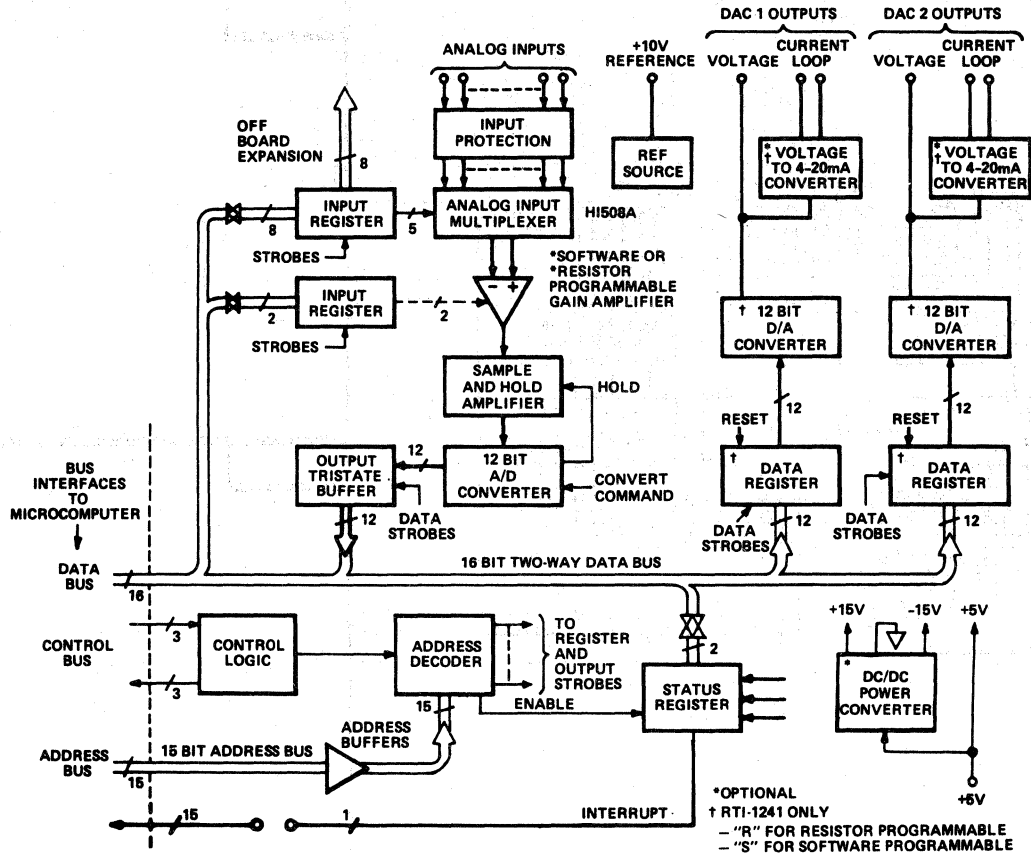 DAC 1 OUTPUTS
DAC 2 OUTPUTS
ANALOG INPUTS
+10V
REFERENCE
VOLTAGE
CURRENT
LOOP
VOLTAGE
CURRENT
LOOP
OFF
BOARD
EXPANSION
8
INPUT
PROTECTION
REF
SOURCE
*
† VOLTAGE
TO 4-20mA
CONVERTER
*
† VOLTAGE
TO 4-20mA
CONVERTER
8
INPUT
REGISTER
5
ANALOG INPUT
MULTIPLEXER
HI508A
STROBES
*SOFTWARE OR
*RESISTOR
PROGRAMMABLE
GAIN AMPLIFIER
2
INPUT
REGISTER
2
− +
STROBES
† 12 BIT
D/A
CONVERTER
† 12 BIT
D/A
CONVERTER
SAMPLE
AND HOLD
AMPLIFIER
HOLD
12
12
RESET
RESET
OUTPUT
TRISTATE
BUFFER
12
12 BIT
A/D
CONVERTER
CONVERT
COMMAND
† DATA
REGISTER
† DATA
REGISTER
12
DATA
STROBES
DATA
STROBES
12
DATA
STROBES
12
BUS
INTERFACES
TO
MICROCOMPUTER
DATA
BUS
16
16 BIT TWO-WAY DATA BUS
CONTROL
BUS
3
3
CONTROL
LOGIC
ADDRESS
DECODER
TO
REGISTER
AND
OUTPUT
STROBES
2
STATUS
REGISTER
ENABLE
15
+15V
-15V
+5V
*
DC/DC
POWER
CONVERTER
ADDRESS
BUFFERS
ADDRESS
BUS
15
15 BIT ADDRESS BUS
+5V
15
1
INTERRUPT
*OPTIONAL
† RTI-1241 ONLY
– "R" FOR RESISTOR PROGRAMMABLE
– "S" FOR SOFTWARE PROGRAMMABLE